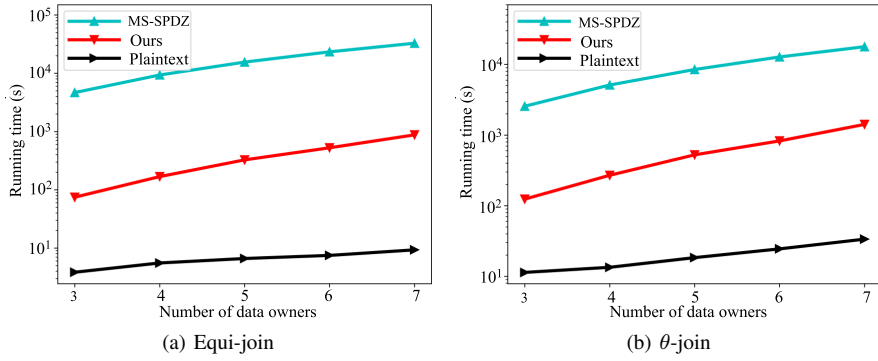 MS-SPDZ
Ours
Plaintext
10^5
10^4
10^3
10^2
10^1
Running time (s)
3 4 5 6 7
Number of data owners
(a) Equi-join
MS-SPDZ
Ours
Plaintext
10^4
10^3
10^2
10^1
Running time (s)
3 4 5 6 7
Number of data owners
(b) θ-join